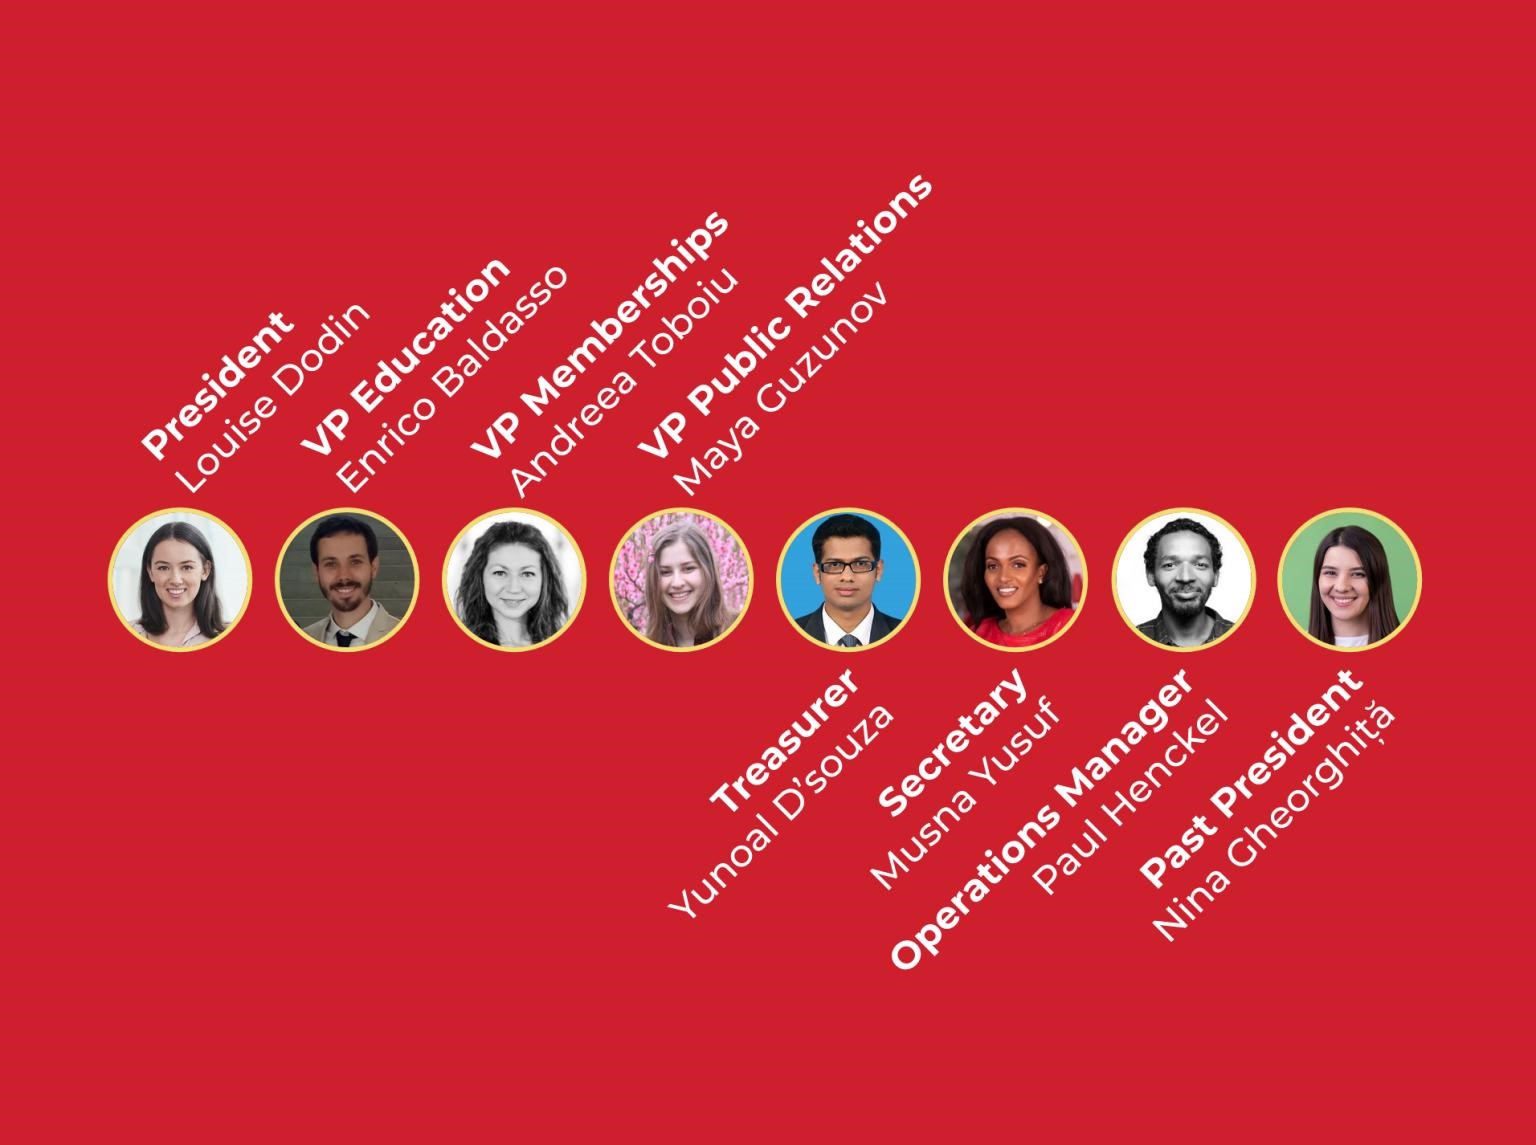 President
Louise Dodin
VP Education
Enrico Baldasso
VP Memberships
Andreea Toboiu
VP Public Relations
Maya Guzunov
Treasurer
Yunoal D'souza
Secretary
Musna Yusuf
Operations Manager
Paul Henckel
Past President
Nina Gheorghiță